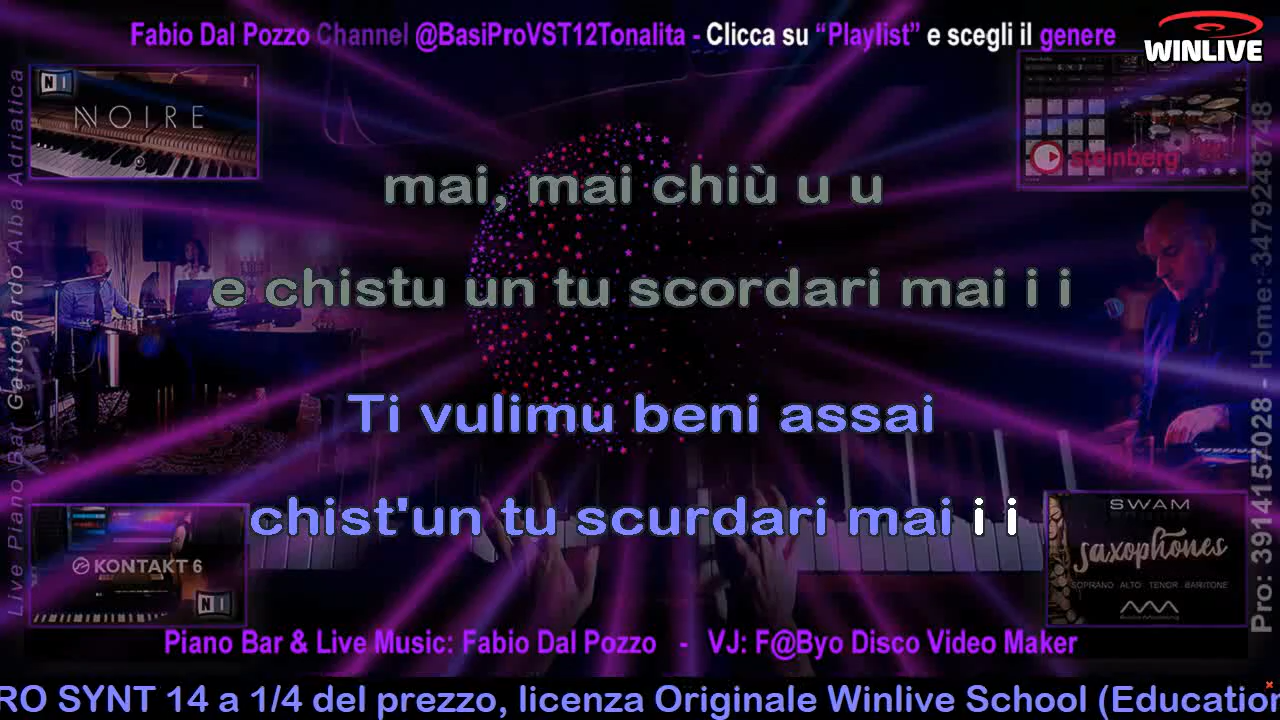 Fabio Dal Pozzo Channel @BasiProVST12Tonalita - Clicca su “Playlist” e scegli il genere
WINLIVE
NI
NOIRE
steinberg
mai, mai chiù u u
e chistu un tu scordari mai i i
Ti vulimu beni assai
chist'un tu scurdari mai i i
Live Piano Bar Gattopardo Alba Adriatica
Pro: 3914157028 - Home: 3479248748
KONTAKT 6
NI
SWAM
saxophones
SOPRANO ALTO TENOR BARITONE
Piano Bar & Live Music: Fabio Dal Pozzo - VJ: F@Byo Disco Video Maker
RO SYNT 14 a 1/4 del prezzo, licenza Originale Winlive School (Education